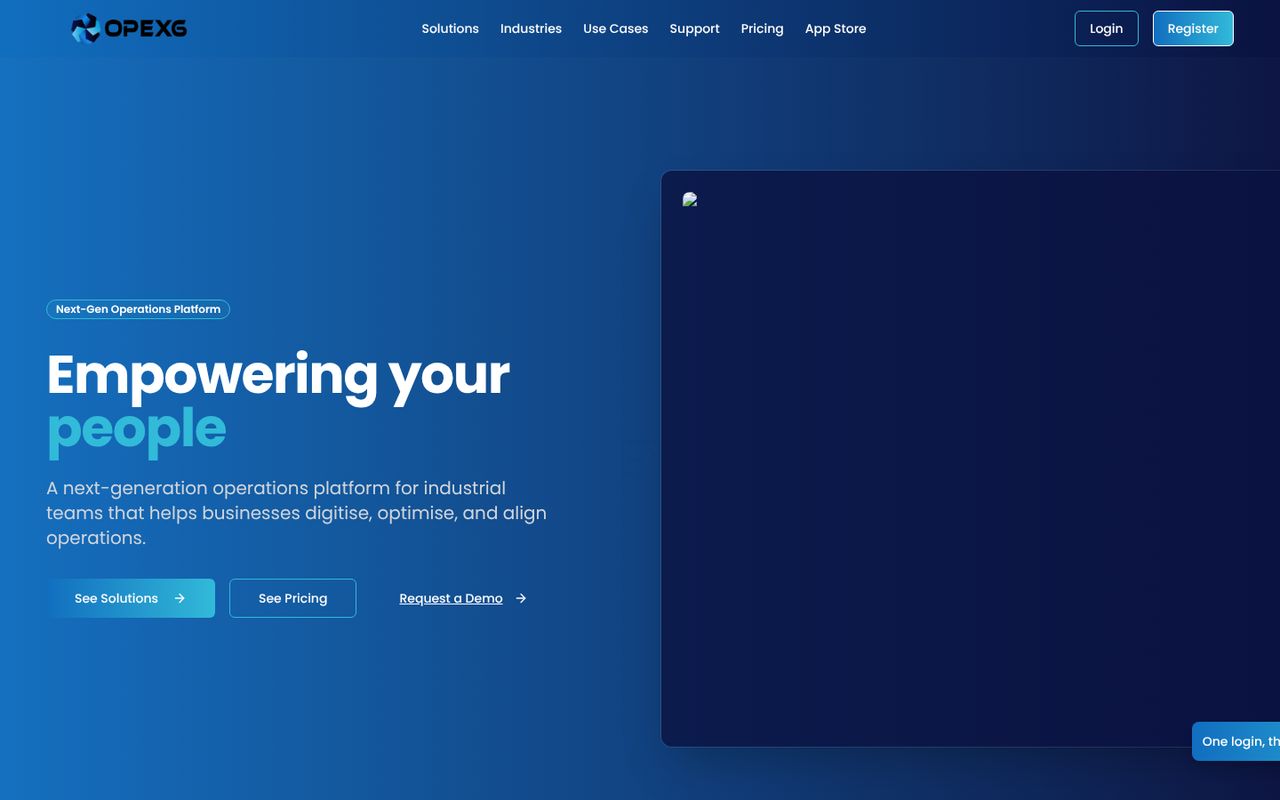 OPEX6
Solutions
Industries
Use Cases
Support
Pricing
App Store
Login
Register
Next-Gen Operations Platform
Empowering your
people
A next-generation operations platform for industrial
teams that helps businesses digitise, optimise, and align
operations.
See Solutions
See Pricing
Request a Demo
One login, th